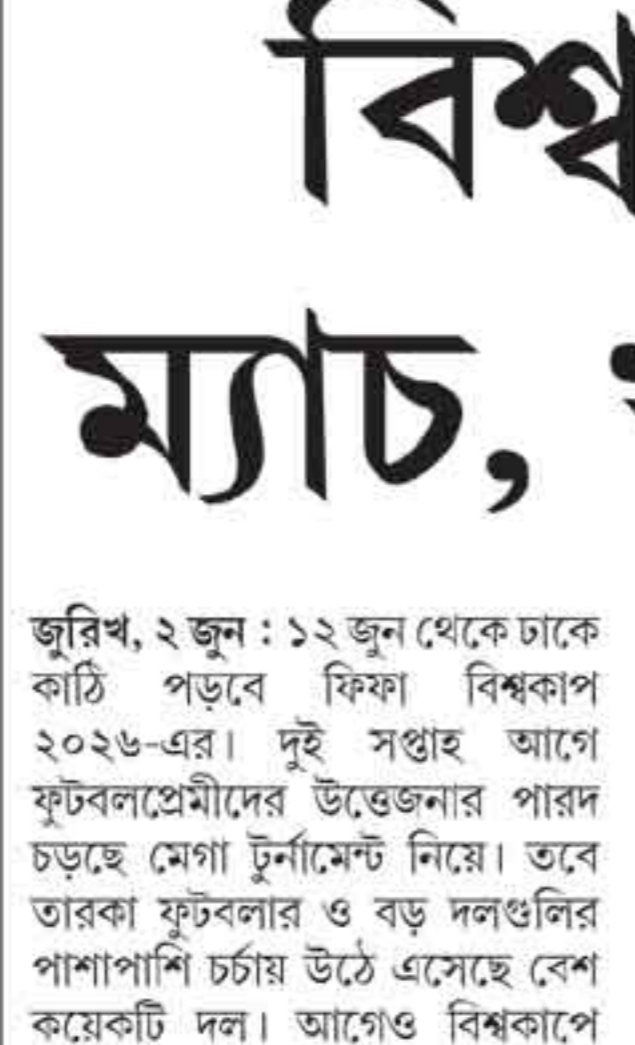 বিশ্ব
ম্যাচ,
জুরিখ, ২ জুন : ১২ জুন থেকে ঢাকে
কাঠি পড়বে ফিফা বিশ্বকাপ
২০২৬-এর। দুই সপ্তাহ আগে
ফুটবলপ্রেমীদের উত্তেজনার পারদ
চড়ছে মেগা টুর্নামেন্ট নিয়ে। তবে
তারকা ফুটবলার ও বড় দলগুলির
পাশাপাশি চর্চায় উঠে এসেছে বেশ
কয়েকটি দল। আগেও বিশ্বকাপে